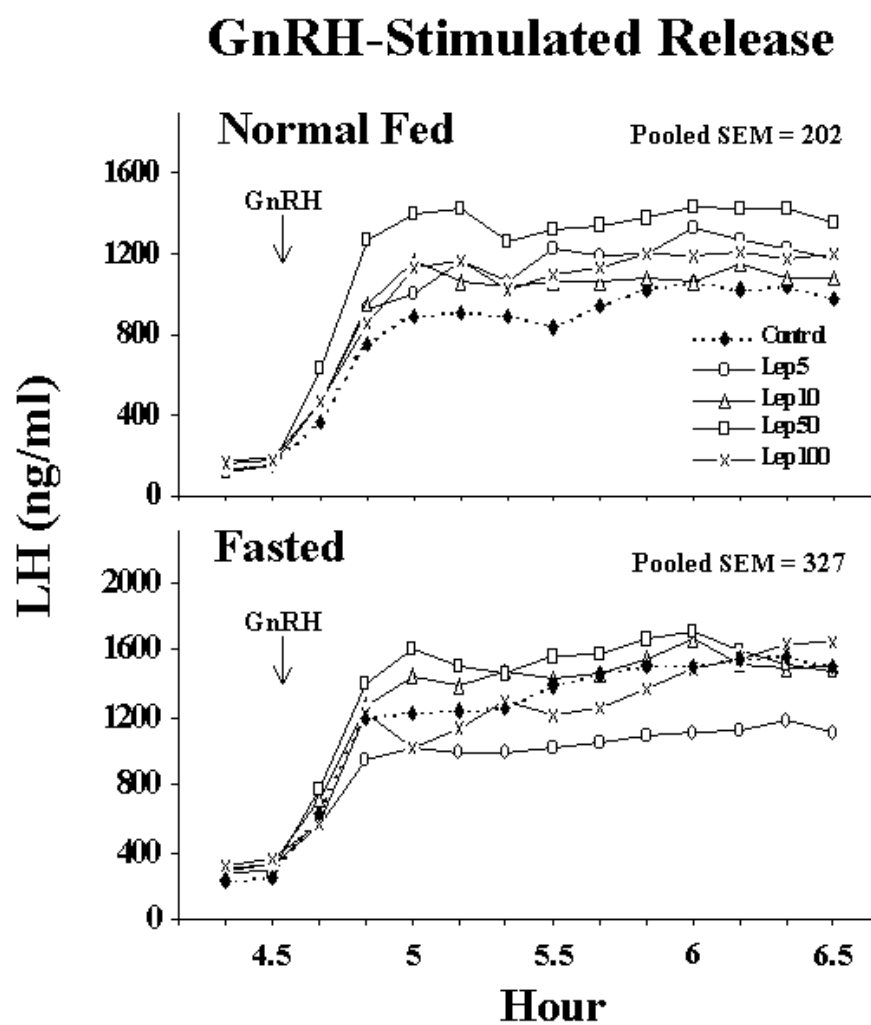 GnRH-Stimulated Release
Normal Fed
Pooled SEM = 202
1600
GnRH
1200
800
400
0
Control
Lep5
Lep10
Lep50
Lep100
LH (ng/ml)
Fasted
Pooled SEM = 327
2000
GnRH
1600
1200
800
400
0
4.5 5 5.5 6 6.5
Hour